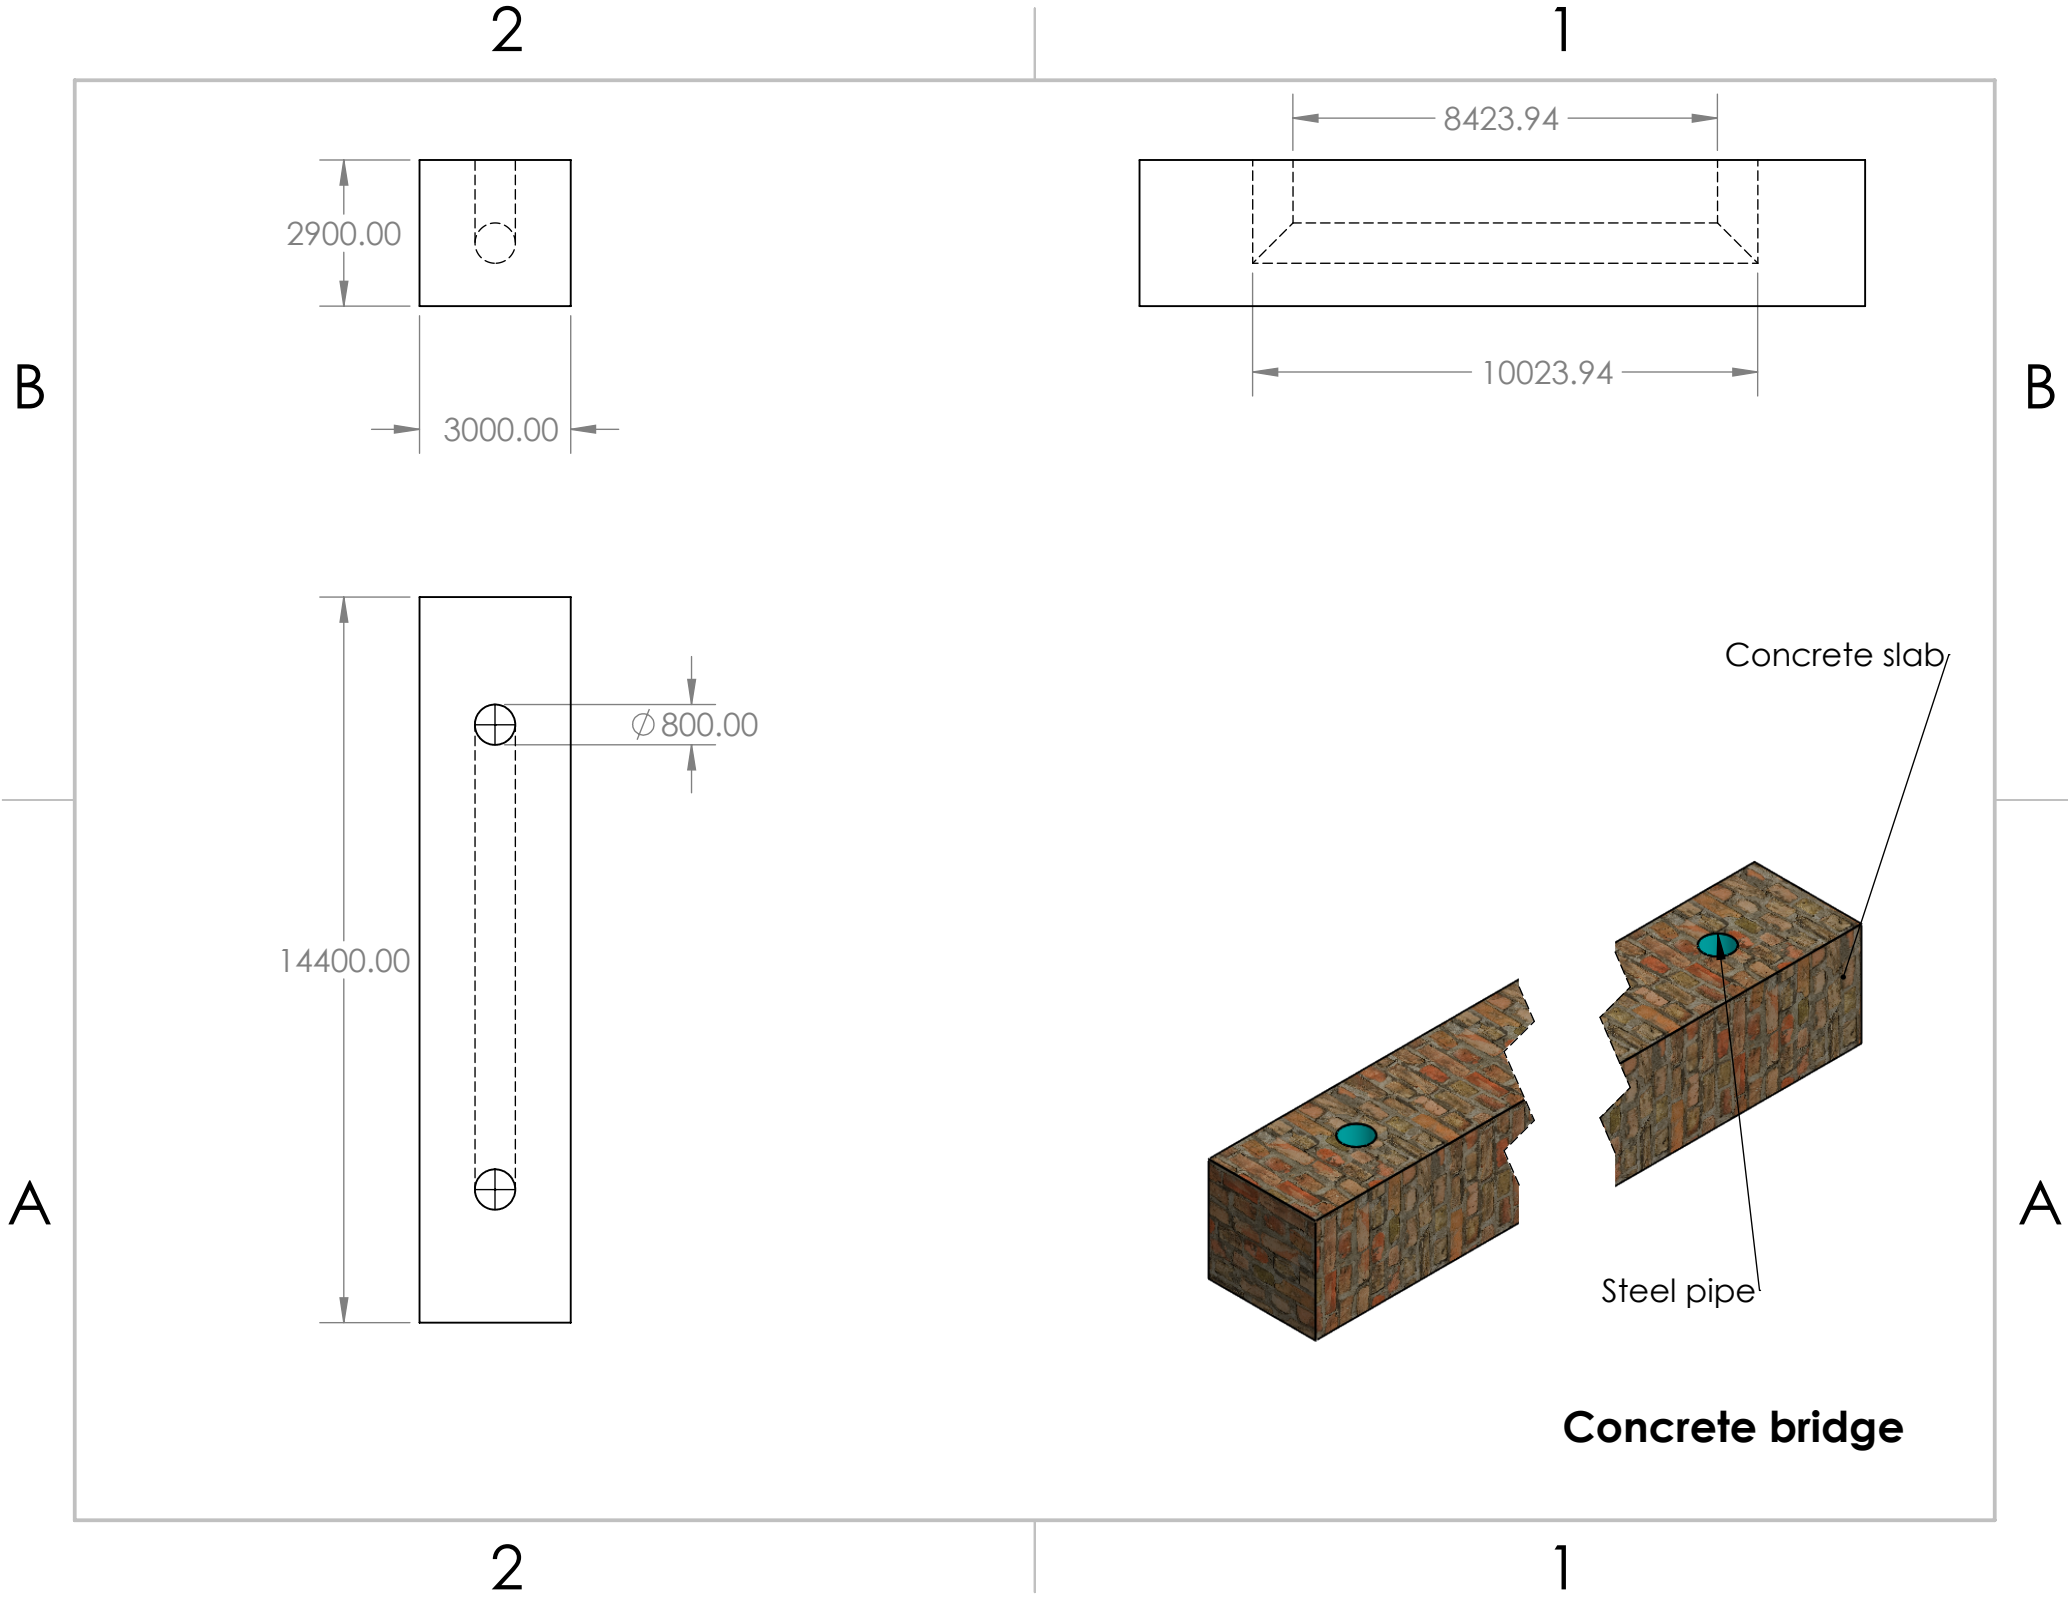 2
1
8423.94
2900.00
10023.94
B
B
3000.00
Concrete slab
∅800.00
14400.00
A
A
Steel pipe
Concrete bridge
2
1